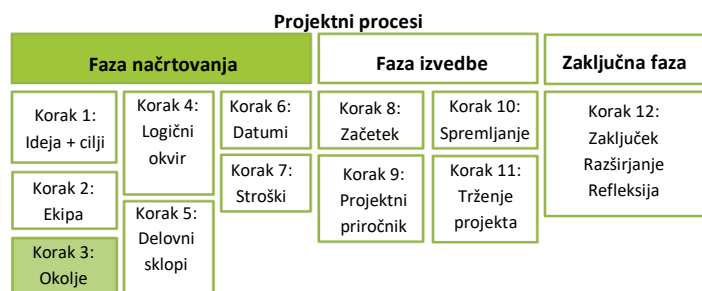 Projektni procesi
Faza načrtovanja
Faza izvedbe
Zaključna faza
Korak 1:
Ideja + cilji
Korak 2:
Ekipa
Korak 3:
Okolje
Korak 4:
Logični
okvir
Korak 5:
Delovni
sklopi
Korak 6:
Datumi
Korak 7:
Stroški
Korak 8:
Začetek
Korak 9:
Projektni
priročnik
Korak 10:
Spremljanje
Korak 11:
Trženje
projekta
Korak 12:
Zaključek
Razširjanje
Refleksija